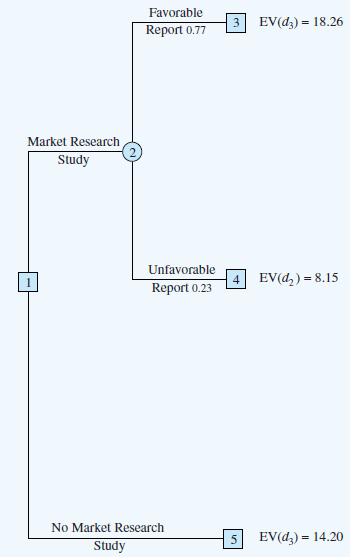 Favorable
Report 0.77
3
EV(d₃) = 18.26
Market Research
Study
2
Unfavorable
Report 0.23
4
EV(d₂) = 8.15
1
No Market Research
Study
5
EV(d₃) = 14.20